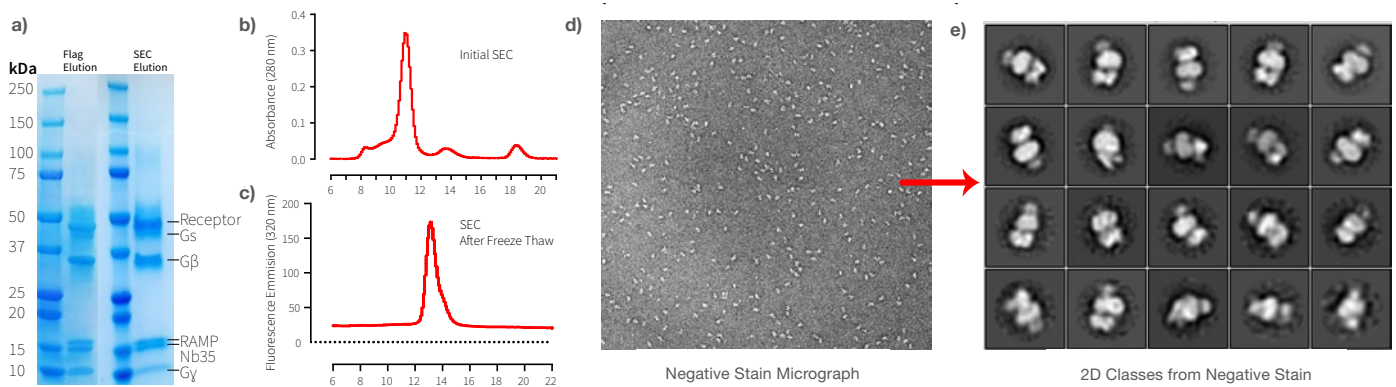 a)
Flag
Elution
SEC
Elution
kDa
250
150
100
75
50
37
25
20
15
10
Receptor
Gs
Gβ
RAMP
Nb35
Gɣ
b)
Absorbance (280 nm)
0.4
0.3
0.2
0.1
0.0
Initial SEC
6 8 10 11 12 14 16 18 20
c)
Fluorescence Emmision (320 nm)
200
150
100
50
0
SEC
After Freeze Thaw
6 8 10 12 14 16 18 20 22
d)
Negative Stain Micrograph
e)
2D Classes from Negative Stain